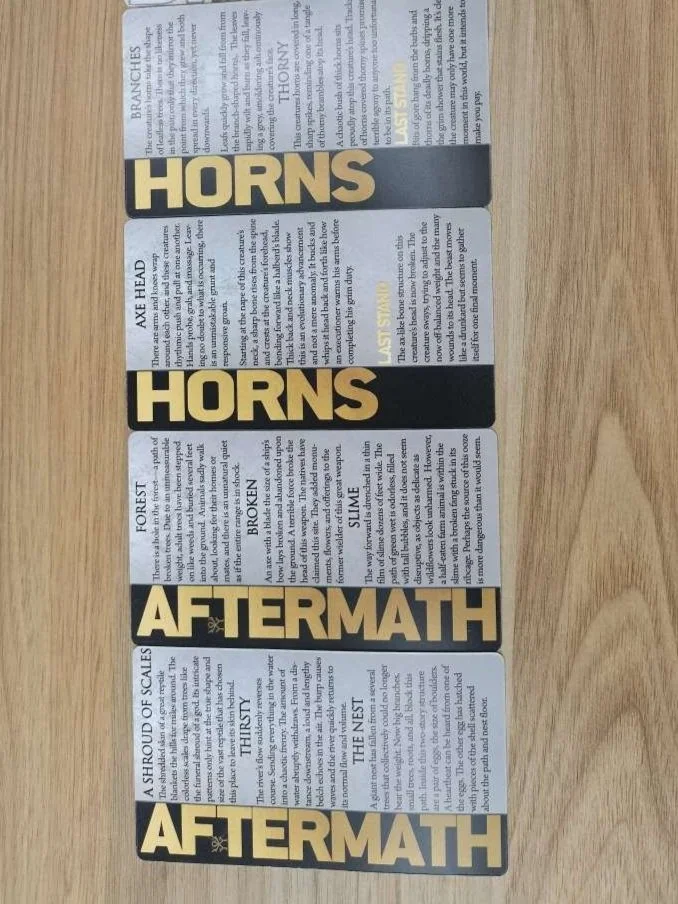 HORNS
BRANCHES
The creature's horns take the shape
of leafless trees. There is no likeness
in the pair, only that they mirror the
point from which they grew and both
spread in every direction, yet never
downwards.
Leaves quickly grow and fall from from
the branch-shaped horns. The leaves
rapidly wilt and burn as they fall, leav-
ing a grey, smoldering ash ominously
covering the creature's face.
THORNY
This creatures horns are covered in long,
sharp spikes, reminding one of a tangle
of thorny brambles atop its head.
A chaotic bush of thick horns sits
proudly atop this creature's head. Tracks
of horns covered thorny spikes promise
terrible agony to anyone too unfortunate
to be in its path.
LAST STAND
Bits of gore hang from the barbs and
thorns of its deadly horns, dripping a
the grim shower that stains flesh. It's clear
the creature may only have one more
moment in this world, but it intends to
make you pay.
HORNS
AXE HEAD
There are arms and knees wrap
around each other, and these creatures
rhythmic push and pull at one another.
Hands probe, grab, and massage. Leav-
ing no doubt to what is occurring, there
is an unmistakable grunt and
responsive groan.
Starting at the nape of this creature's
neck, a sharp bone rises from the spine
and crests at the creature's forehead,
bending forward like a halberd's blade.
Thick back and neck muscles show
this is an evolutionary advancement
and not a mere anomaly. It bucks and
whips it head back and forth like how
an executioner warms his arms before
completing his grim duty.
LAST STAND
The ax-like bone structure on this
creature's head is now broken. The
creature sways, trying to adjust to the
now off-balanced weight and the many
wounds to its head. The beast moves
like a drunkard but seems to gather
itself for one final moment.
AFTERMATH
FOREST
There is a hole in the forest—a path of
broken trees. Due to an unmeasurable
weight, adult trees have been stepped
on like weeds and buried several feet
into the ground. Animals sadly walk
about, looking for their homes or
mates, and there is an unnatural quiet
as if the entire range is in shock.
BROKEN
An axe with a blade the size of a ship's
bow lays broken and abandoned upon
the ground. A terrible force broke the
head of this weapon. The natives have
claimed this site. They added monu-
ments, flowers, and offerings to the
former wielder of this great weapon.
SLIME
The way forward is drenched in a thin
film of slime dozens of feet wide. The
path of green wet is odorless, filled
with tall bubbles, and it does not seem
disruptive, as objects as delicate as
wildflowers look unharmed. However,
a half-eaten farm animal is within the
slime with a broken fang stuck in its
ribcage. Perhaps the source of this ooze
is more dangerous than it would seem.
AFTERMATH
A SHROUD OF SCALES
The shredded skin of a great reptile
blankets the hills for miles around. The
colorless scales drape from trees like
the funeral shroud of a god. Its intricate
patterns only hint at the true shape and
size of the vast reptile that has chosen
this place to leave its skin behind.
THIRSTY
The river's flow suddenly reverses
course. Sending everything in the water
into a chaotic frenzy. The amount of
water abruptly withdraws. From a dis-
tance downstream, a loud and lengthy
belch echoes in the air. The burp causes
waves and the river quickly returns to
its normal flow and volume.
THE NEST
A giant nest has fallen from a several
trees that collectively could no longer
bear the weight. Now big branches,
small trees, roots, and all, block this
path. Inside this two-story structure
are a pair of eggs, the size of boulders.
A heartbeat can be heard from one of
the eggs. The other egg has hatched
with pieces of the shell scattered
about the path and nest floor.